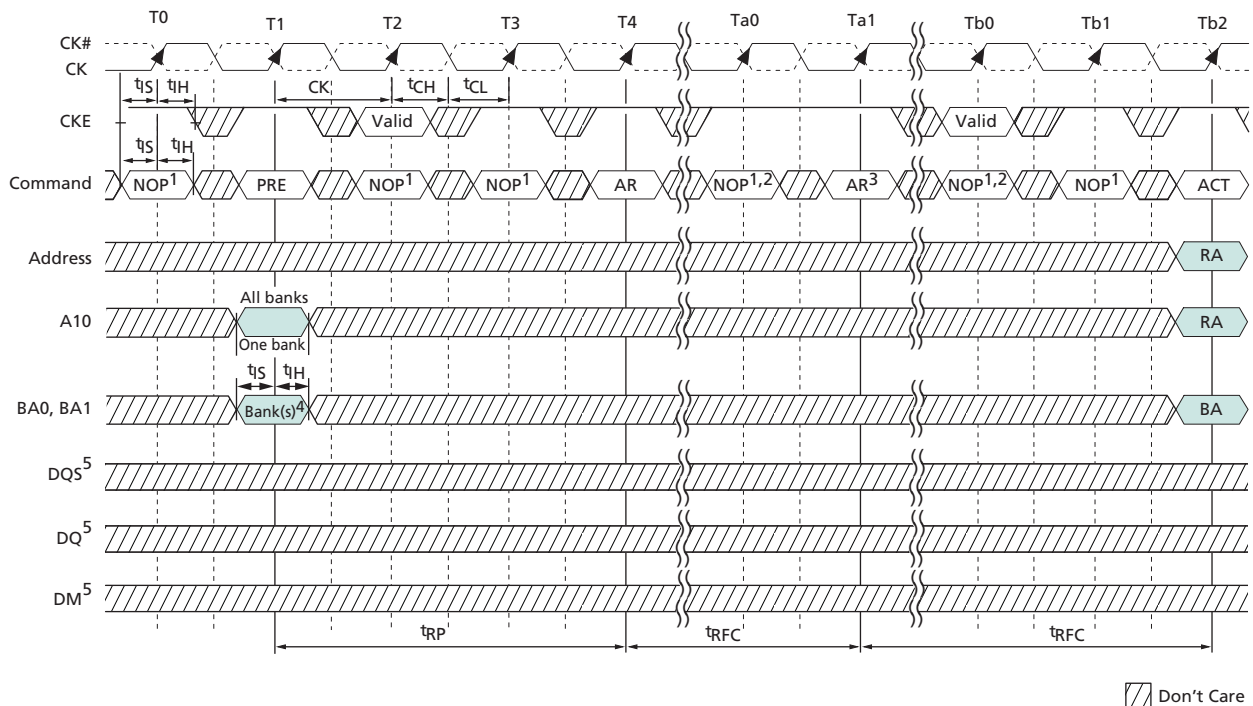 T0 T1 T2 T3 T4 Ta0 Ta1 Tb0 Tb1 Tb2
CK#
CK
tIS tIH CK tCH tCL
CKE Valid Valid
tIS tIH
Command NOP1 PRE NOP1 NOP1 AR NOP1,2 AR3 NOP1,2 NOP1 ACT
Address RA
All banks
A10 RA
One bank
tIS tIH
BA0, BA1 Bank(s)4 BA
DQS5
DQ5
DM5
tRP tRFC tRFC
Don't Care